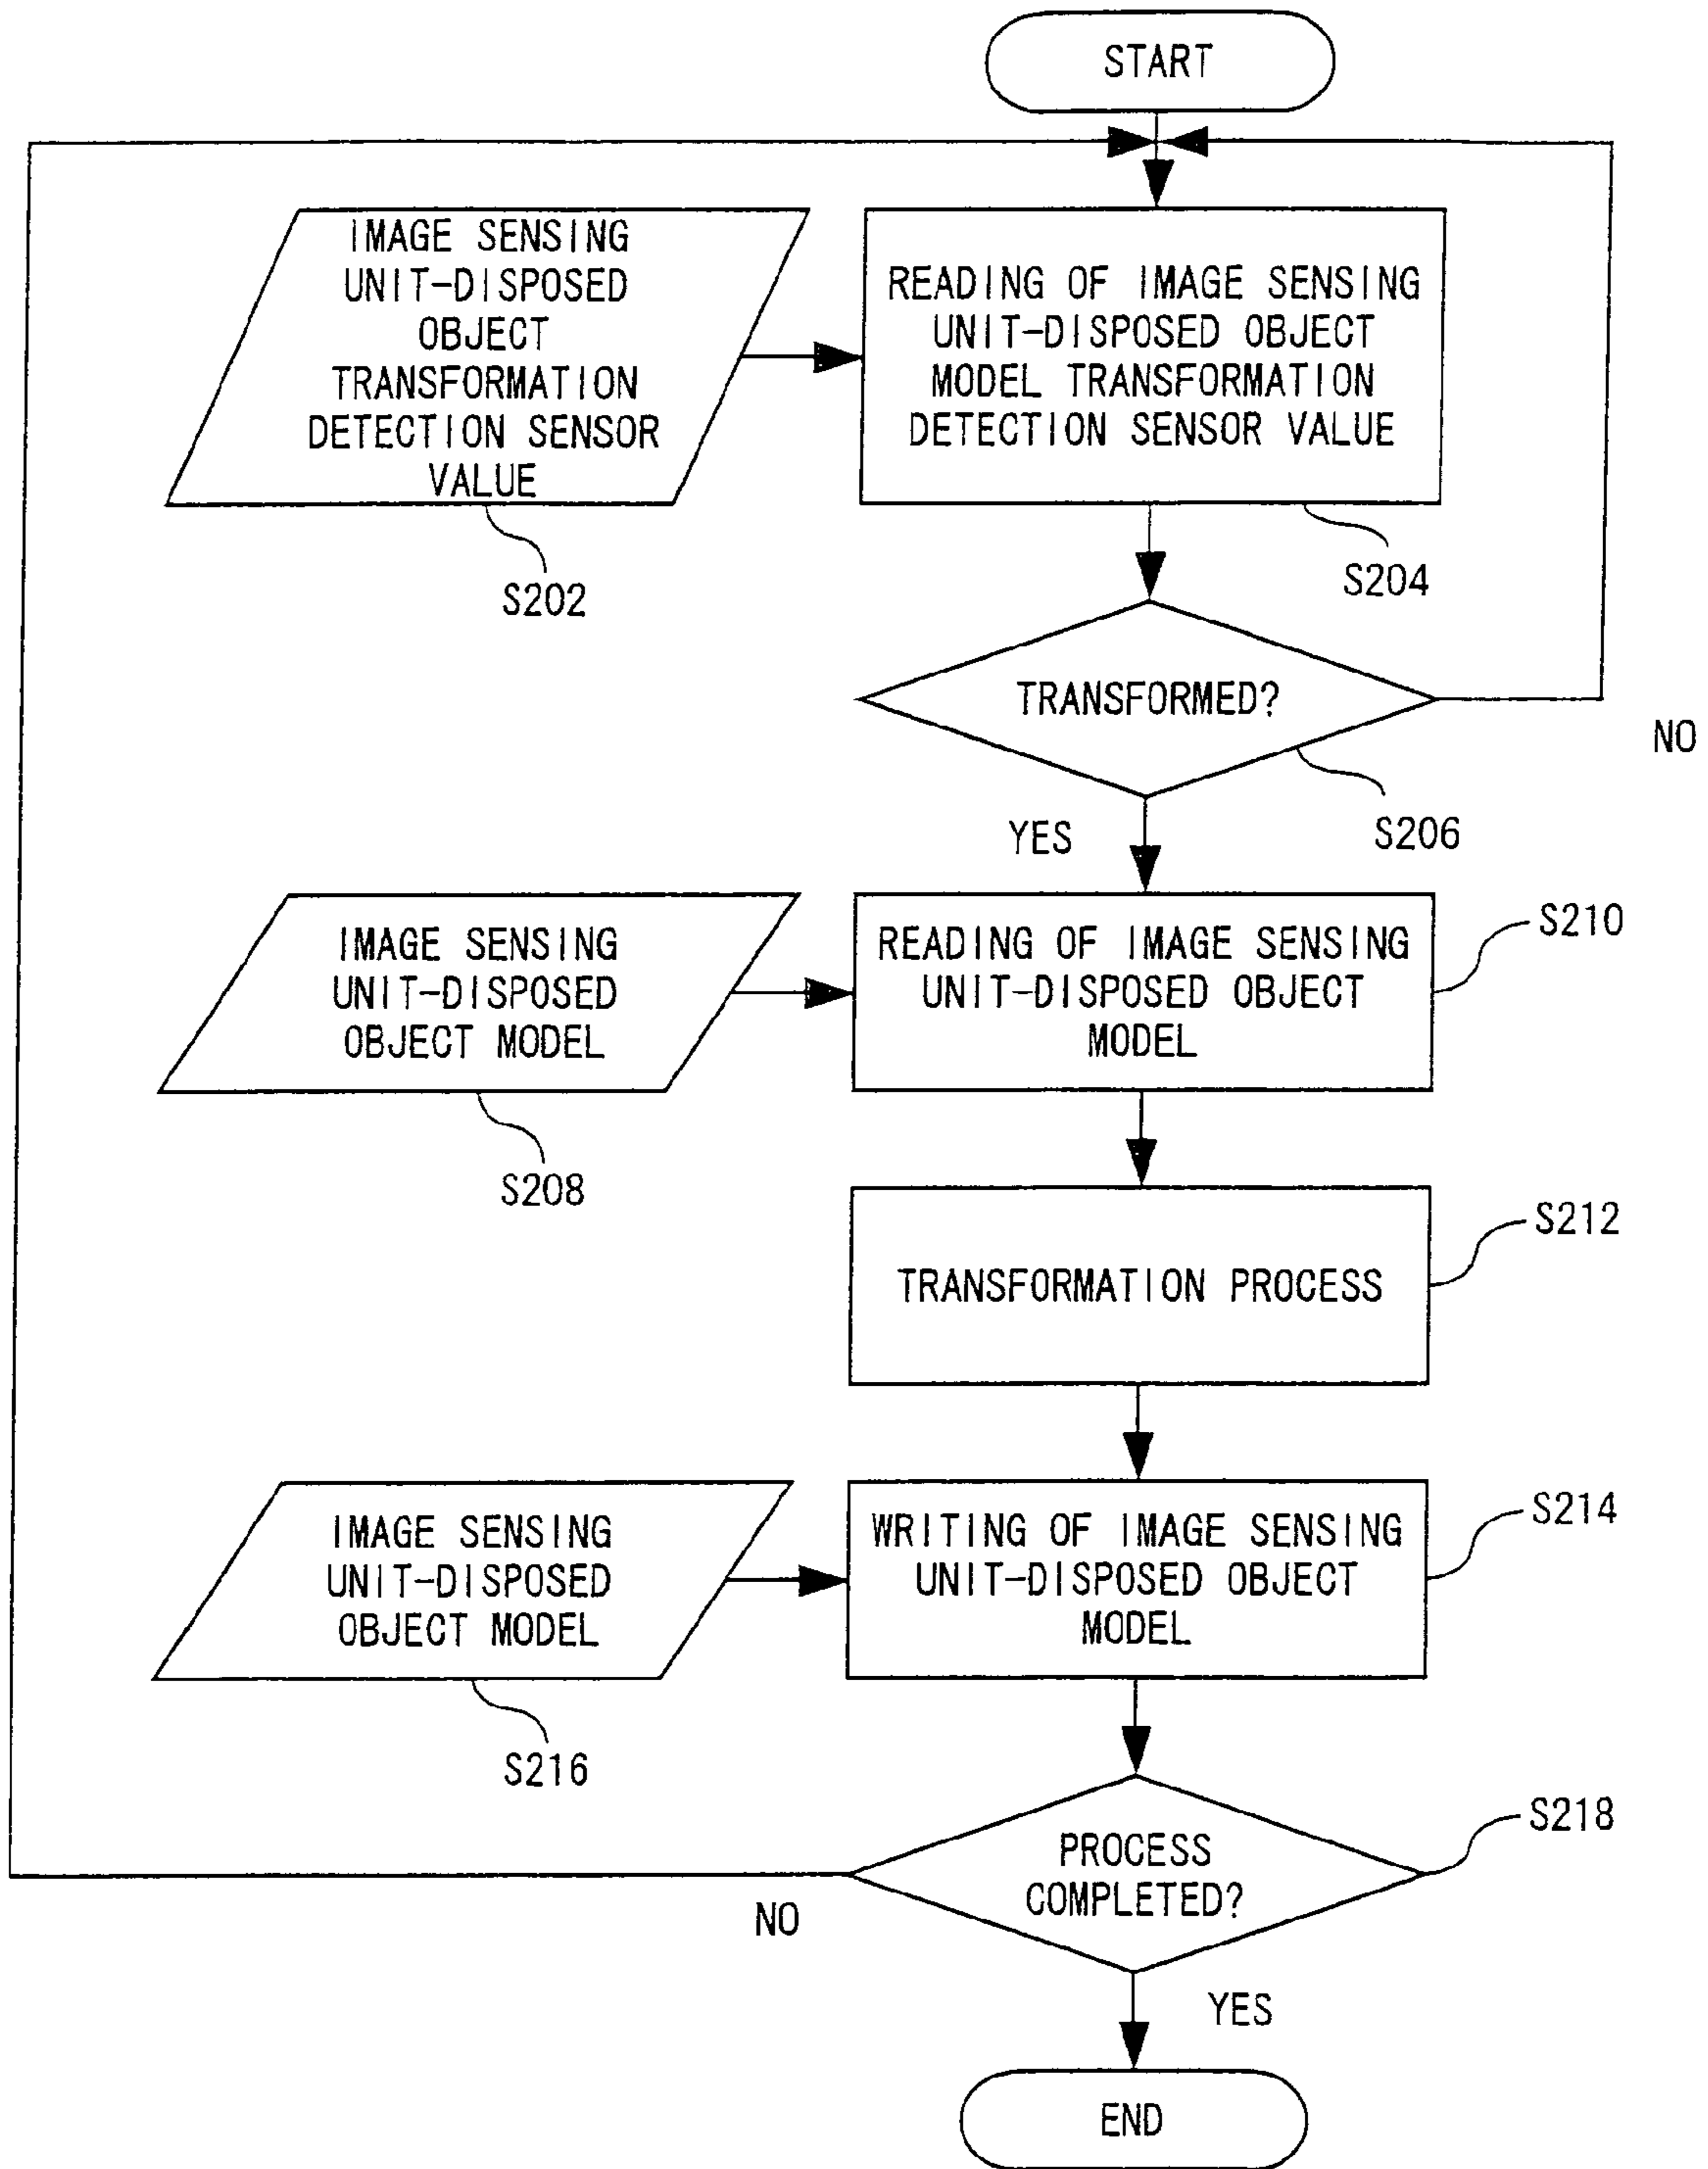 START
IMAGE SENSING
UNIT-DISPOSED
OBJECT
TRANSFORMATION
DETECTION SENSOR
VALUE
S202
READING OF IMAGE SENSING
UNIT-DISPOSED OBJECT
MODEL TRANSFORMATION
DETECTION SENSOR VALUE
S204
TRANSFORMED?
NO
S206
YES
IMAGE SENSING
UNIT-DISPOSED
OBJECT MODEL
S208
READING OF IMAGE SENSING
UNIT-DISPOSED OBJECT
MODEL
S210
TRANSFORMATION PROCESS
S212
IMAGE SENSING
UNIT-DISPOSED
OBJECT MODEL
S216
WRITING OF IMAGE SENSING
UNIT-DISPOSED OBJECT
MODEL
S214
PROCESS
COMPLETED?
S218
NO
YES
END